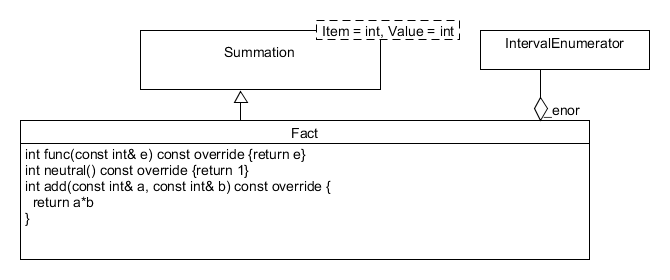 Item = int, Value = int
Summation
IntervalEnumerator
_enor
Fact
int func(const int& e) const override {return e}
int neutral() const override {return 1}
int add(const int& a, const int& b) const override {
return a*b
}